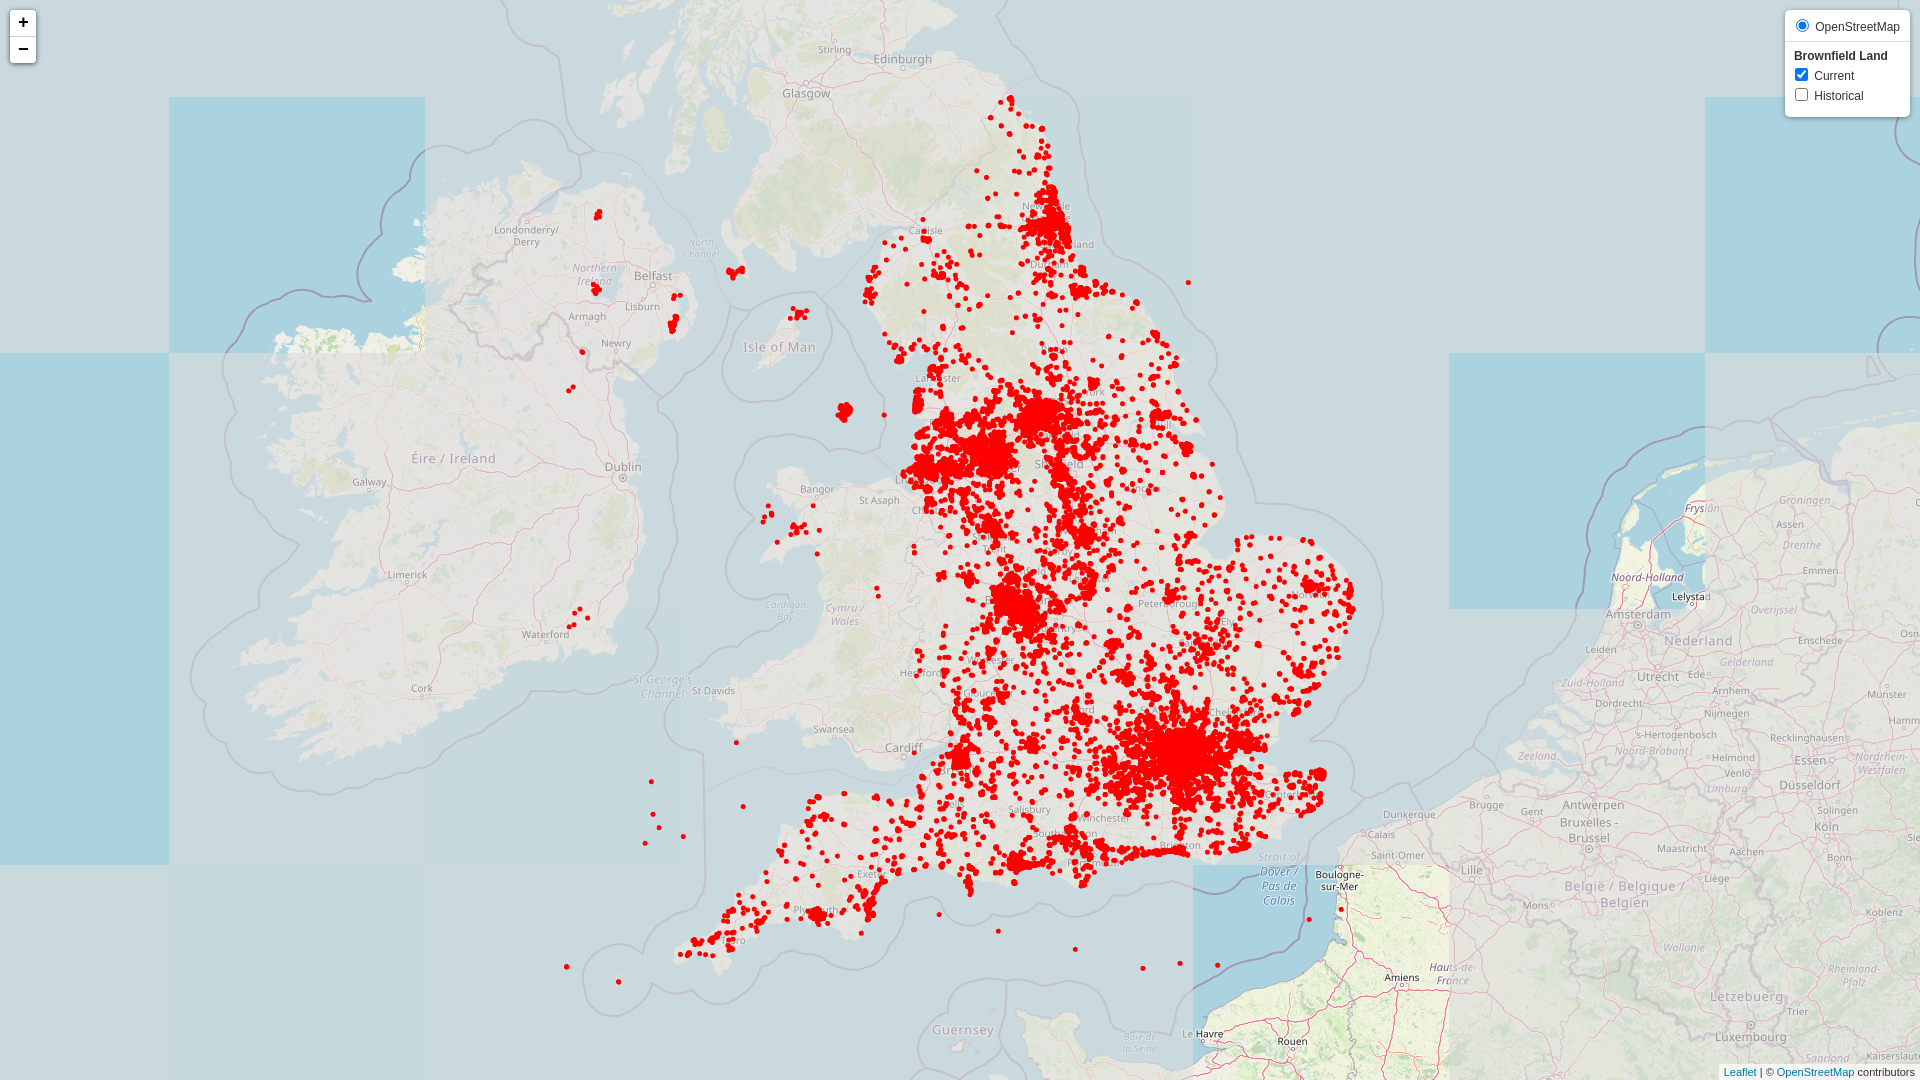 +
−
OpenStreetMap
Brownfield Land
Current
Historical
Stirling
Edinburgh
Glasgow
Londonderry/
Derry
North
Channel
Carlisle
Northern
Ireland
Belfast
Lisburn
Armagh
Newry
Isle of Man
Éire / Ireland
Dublin
Galway
Bangor
St Asaph
Limerick
Cardigan
Bay
Cymru /
Wales
Waterford
Cork
St George's
Channel
St Davids
Swansea
Cardiff
Peterborough
Ely
Salisbury
Winchester
Southampton
Brighton
Exeter
Plymouth
Truro
Guernsey
Baie de
la Seine
Strait of
Dover /
Pas de
Calais
Boulogne-
sur-Mer
Le Havre
Rouen
Amiens
Hauts-de-
France
Calais
Dunkerque
Saint-Omer
Lille
Brugge
Gent
Antwerpen
Bruxelles -
Brussel
België / Belgique /
Belgien
Mons
Wallonie
Liège
Maastricht
Aachen
Köln
Bonn
Düsseldorf
Solingen
Essen
Recklinghausen
Nordrhein-
Westfalen
Koblenz
Rheinland-
Pfalz
Trier
Lëtzebuerg
Luxembourg
Saarland
Kaiserslautern
Zeeland
Noord-Brabant
's-Hertogenbosch
Helmond
Venlo
Limburg
Dordrecht
Nijmegen
Arnhem
Ede
Utrecht
Zuid-Holland
Leiden
Gelderland
Nederland
Amsterdam
Noord-Holland
Lelystad
Overijssel
Enschede
Münster
Emmen
Drenthe
Assen
Groningen
Fryslân
Leaflet | © OpenStreetMap contributors